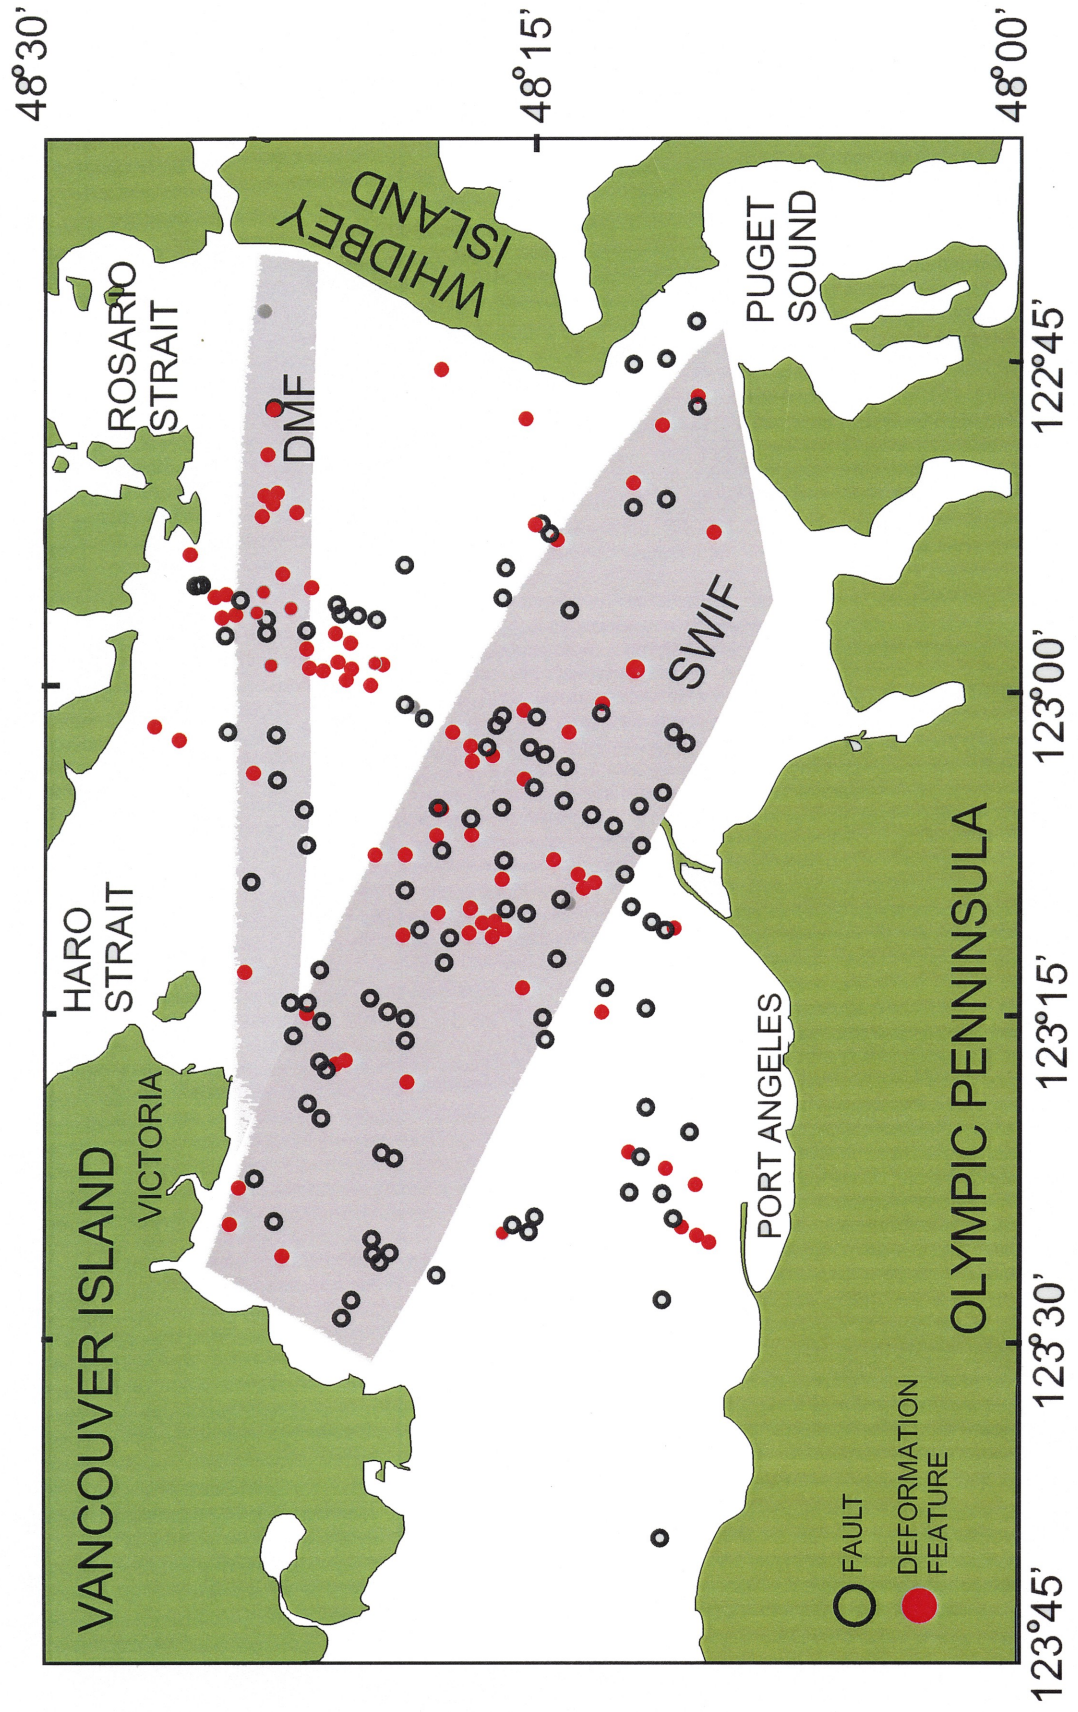 48°30'
48°15'
48°00'
ROSARIO
STRAIT
WHIDBEY
ISLAND
PUGET
SOUND
DMF
SWIF
HARO
STRAIT
VICTORIA
VANCOUVER ISLAND
PORT ANGELES
OLYMPIC PENNINSULA
FAULT
DEFORMATION
FEATURE
123°45'
123°30'
123°15'
123°00'
122°45'